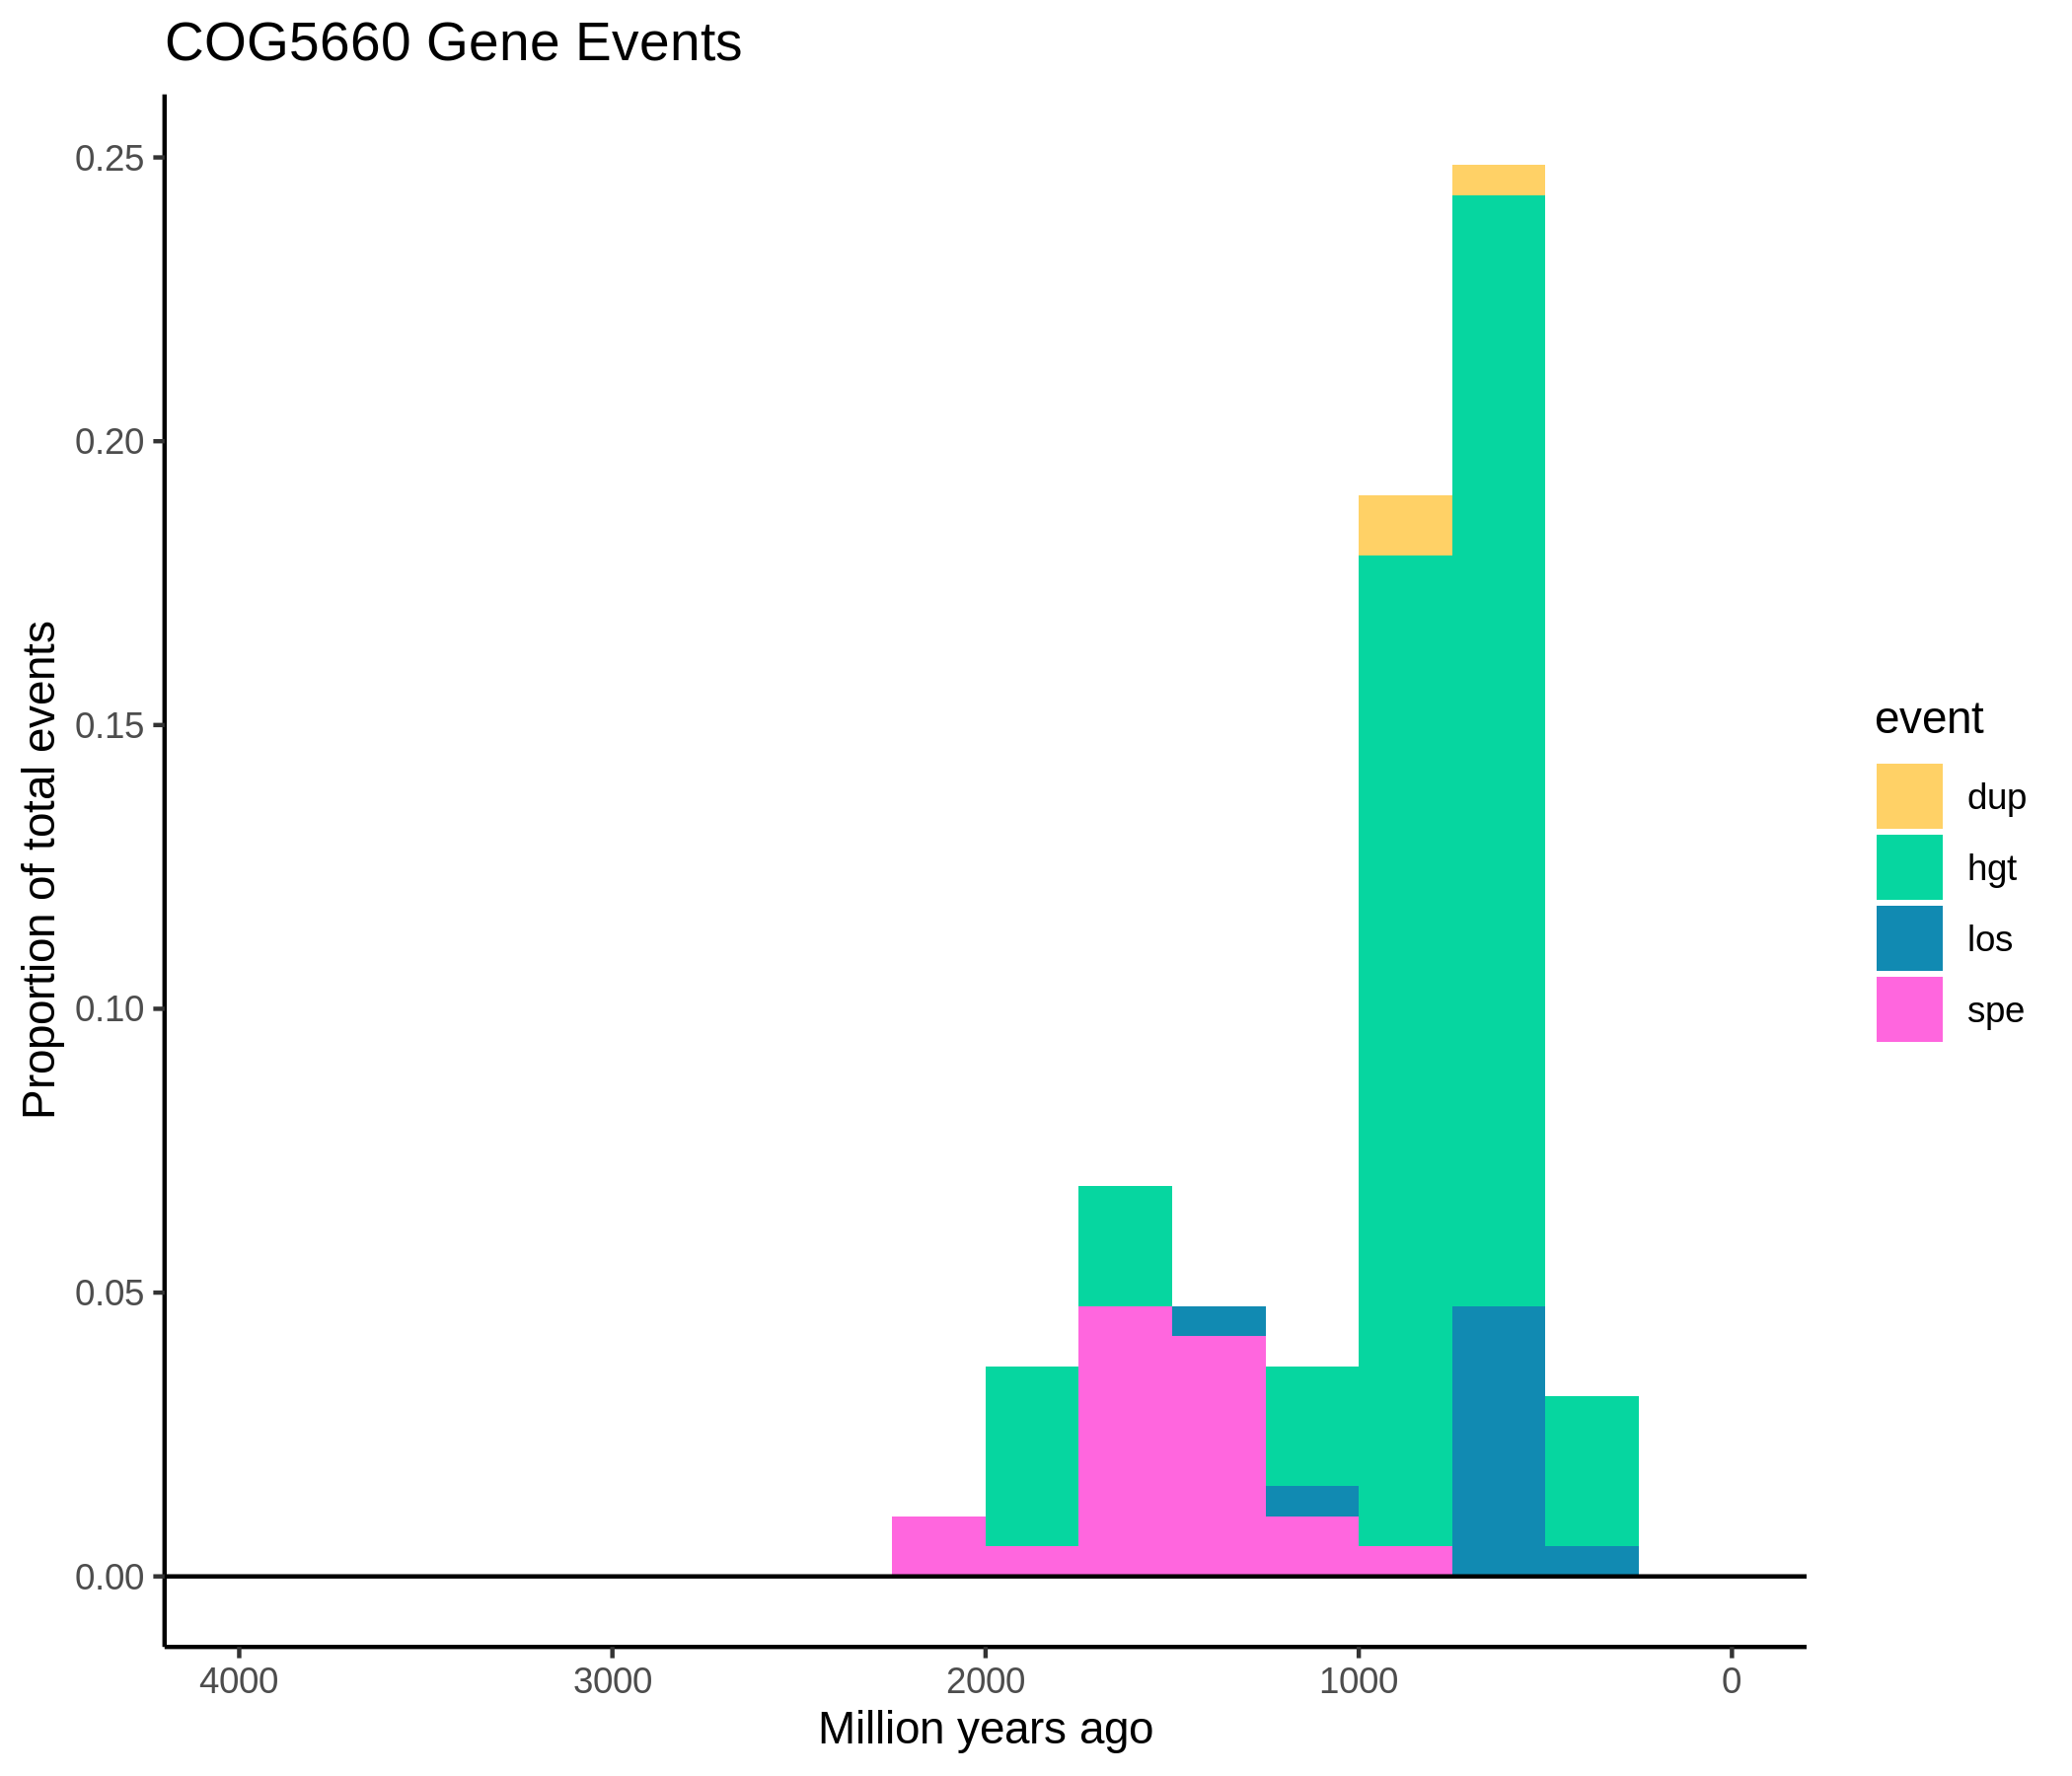 COG5660 Gene Events
Proportion of total events
0.25
0.20
0.15
0.10
0.05
0.00
4000 3000 2000 1000 0
Million years ago
event
dup
hgt
los
spe